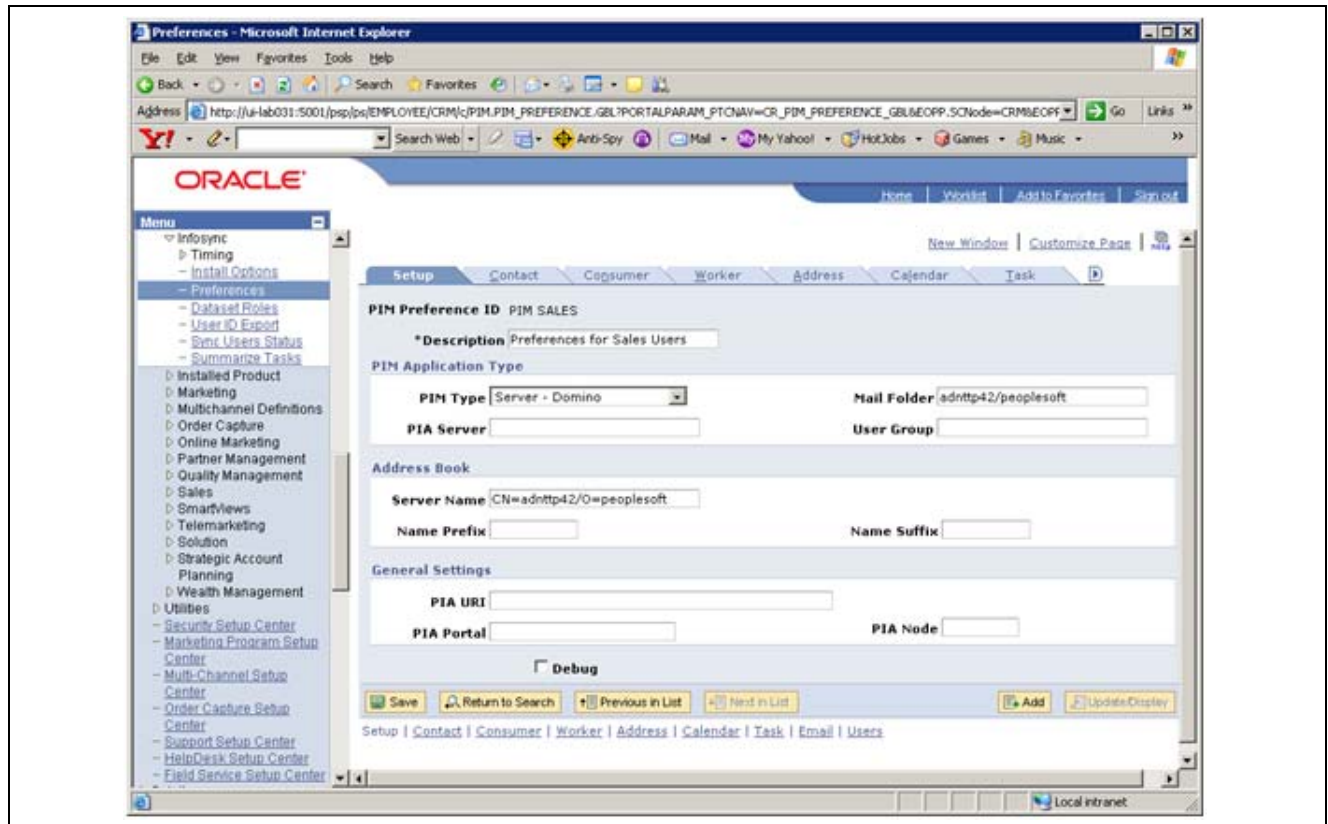 Preferences - Microsoft Internet Explorer
File Edit View Favorites Tools Help
Back Search Favorites
Address http://ui-lab031:5001/psp/ps/EMPLOYEE/CRM/c/PIM.PIM_PREFERENCE.GBL?PORTALPARAM_PTCNAV=CR_PIM_PREFERENCE_GBL&EOPP.SCNode=CRM&EOPF Go Links »
Y! Search Web Anti-Spy Mail My Yahoo! HotJobs Games Music »
ORACLE
Home | Worklist | Add to Favorites | Sign out
Menu
Infosync
Timing
Install Options
Preferences
Dataset Roles
User ID Export
Sync Users Status
Summarize Tasks
Installed Product
Marketing
Multichannel Definitions
Order Capture
Online Marketing
Partner Management
Quality Management
Sales
SmartViews
Telemarketing
Solution
Strategic Account
Planning
Wealth Management
Utilities
Security Setup Center
Marketing Program Setup
Center
Multi-Channel Setup
Center
Order Capture Setup
Center
Support Setup Center
HelpDesk Setup Center
Field Service Setup Center
New Window | Customize Page | http
Setup Contact Consumer Worker Address Calendar Task
PIM Preference ID PIM SALES
*Description Preferences for Sales Users
PIM Application Type
PIM Type Server - Domino Mail Folder adnttp42/peoplesoft
PIA Server User Group
Address Book
Server Name CN=adnttp42/O=peoplesoft
Name Prefix Name Suffix
General Settings
PIA URI
PIA Portal PIA Node
Debug
Save Return to Search Previous in List Next in List Add Update/Display
Setup | Contact | Consumer | Worker | Address | Calendar | Task | Email | Users
Local intranet